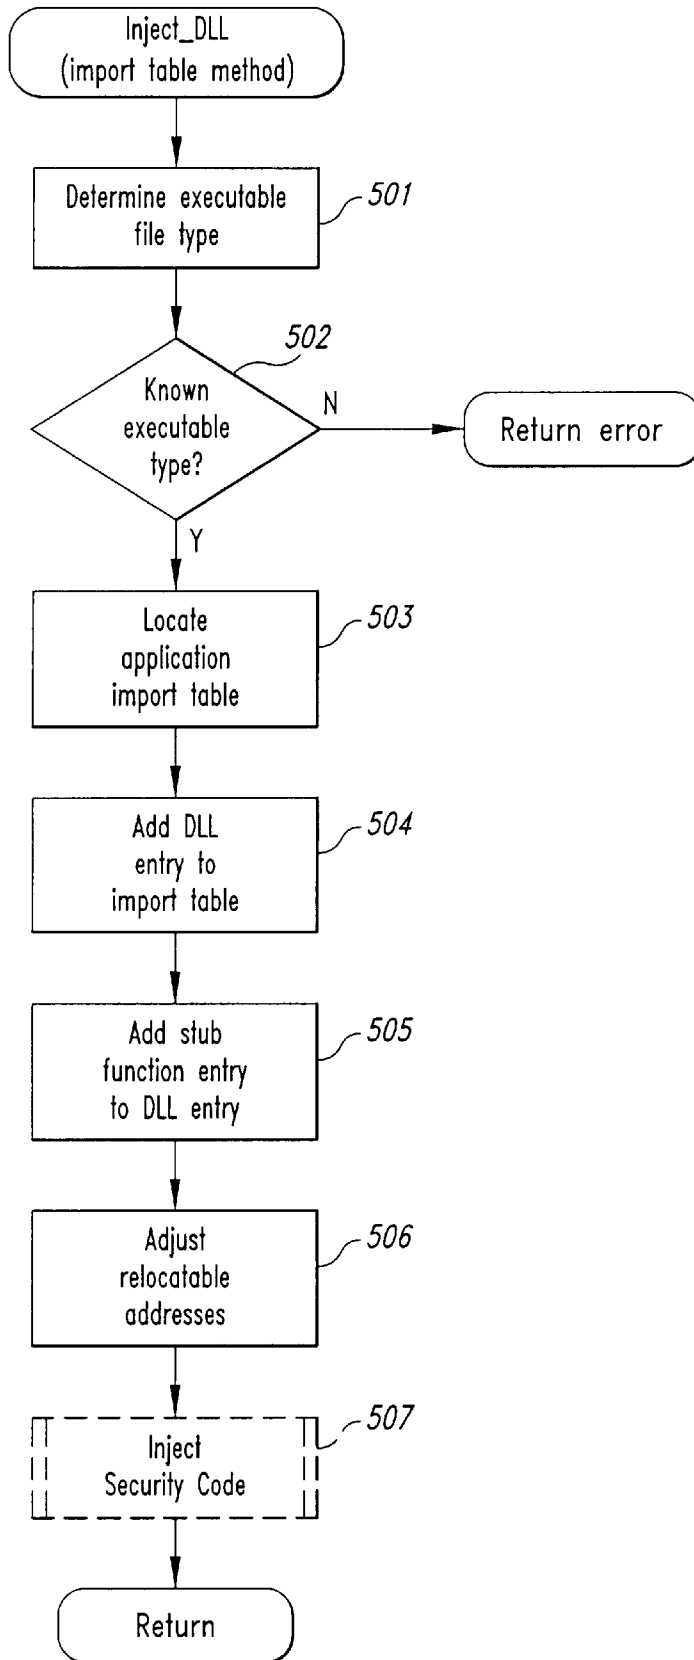 Inject_DLL
(import table method)
Determine executable
file type
501
502
Known
executable
type?
N
Return error
Y
Locate
application
import table
503
Add DLL
entry to
import table
504
Add stub
function entry
to DLL entry
505
Adjust
relocatable
addresses
506
Inject
Security Code
507
Return